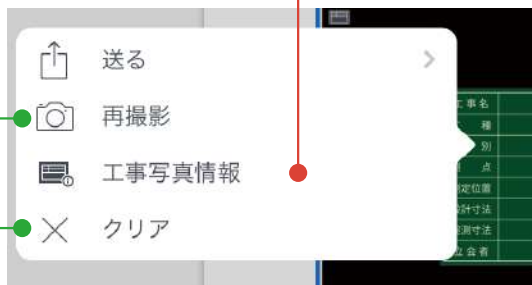 送る
再撮影
工事写真情報
クリア
工事名
種
別
点
測定位置
設計寸法
実測寸法
立会者